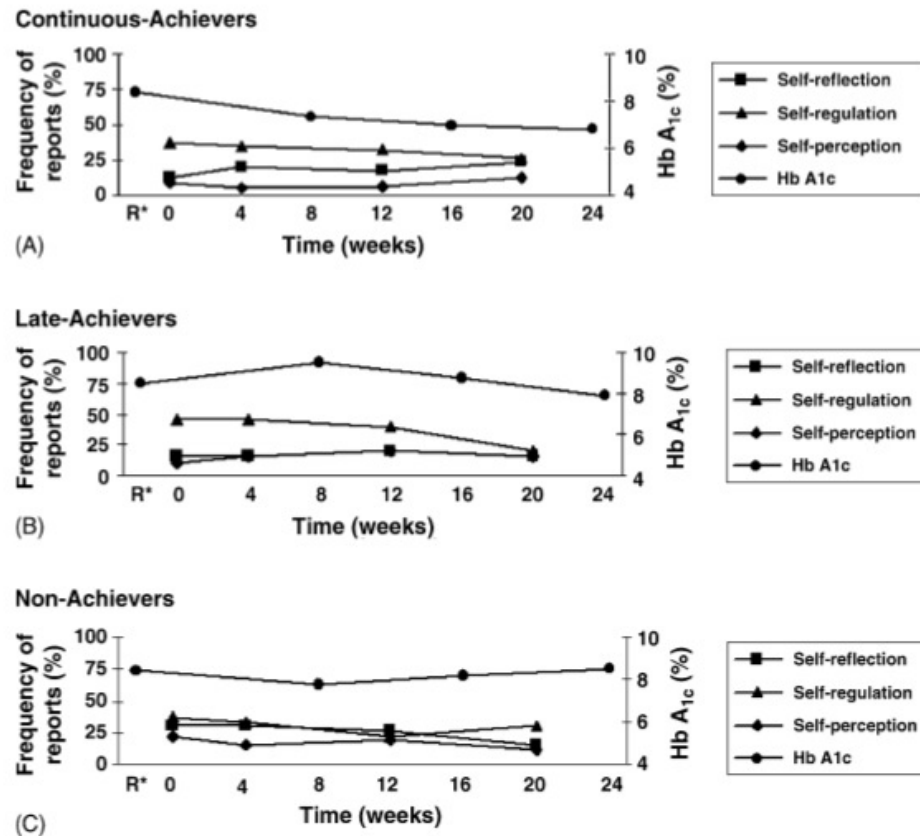 Continuous-Achievers
Frequency of reports (%)
100
75
50
25
0
Hb A1c (%)
10
8
6
4
R* 0 4 8 12 16 20 24
Time (weeks)
(A)
Self-reflection
Self-regulation
Self-perception
Hb A1c
Late-Achievers
Frequency of reports (%)
100
75
50
25
0
Hb A1c (%)
10
8
6
4
R* 0 4 8 12 16 20 24
Time (weeks)
(B)
Self-reflection
Self-regulation
Self-perception
Hb A1c
Non-Achievers
Frequency of reports (%)
100
75
50
25
0
Hb A1c (%)
10
8
6
4
R* 0 4 8 12 16 20 24
Time (weeks)
(C)
Self-reflection
Self-regulation
Self-perception
Hb A1c